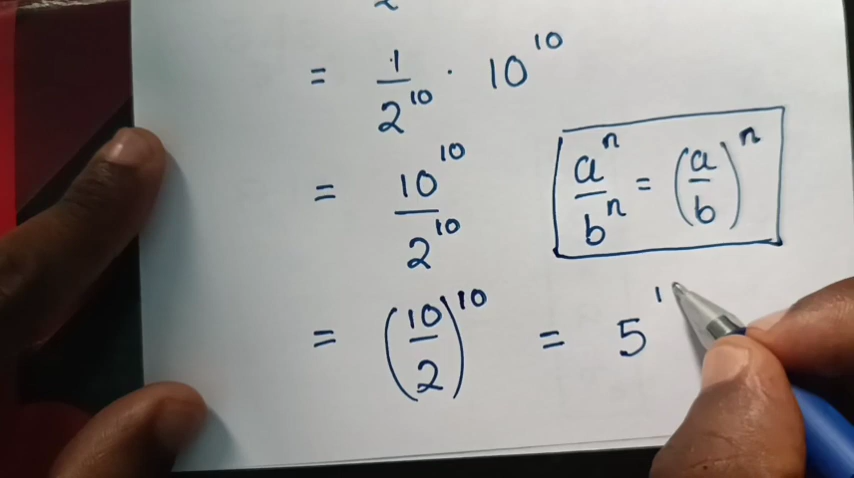 = 1/2^10 · 10^10
= 10^10/2^10
a^n/b^n = (a/b)^n
= (10/2)^10 = 5^1